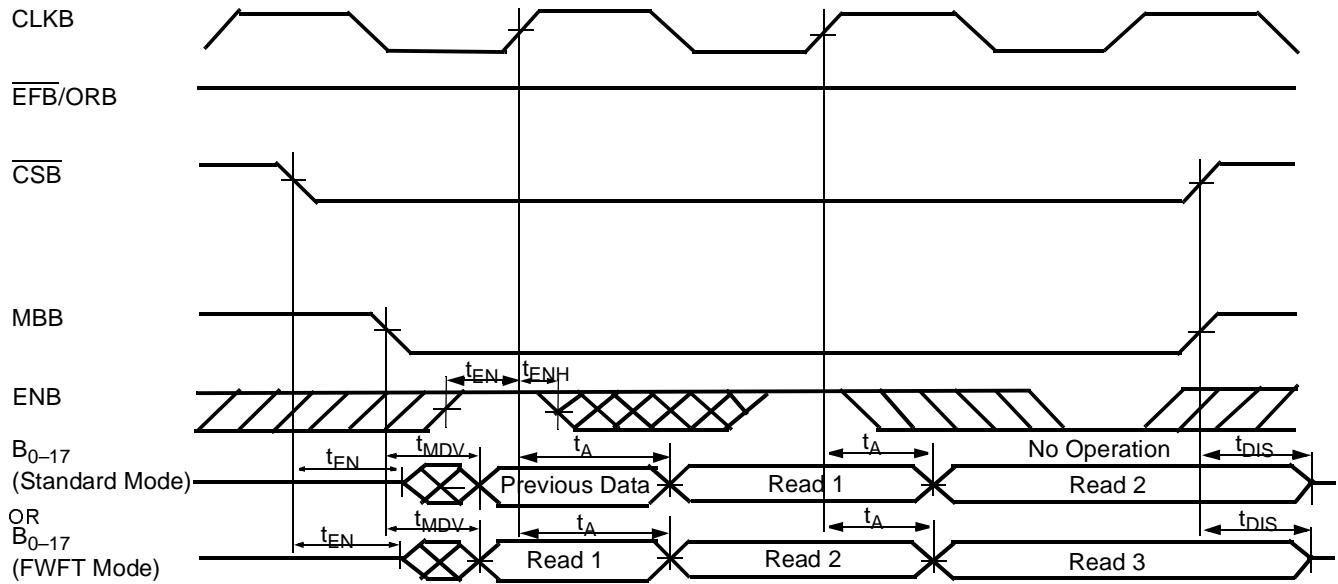 CLKB
EFB/ORB
CSB
MBB
tEN tENH
ENB
tMDV tA tA No Operation tDIS
B0–17
(Standard Mode)
tEN Previous Data Read 1 Read 2
OR
B0–17
(FWFT Mode)
tEN tMDV tA tA tDIS
Read 1 Read 2 Read 3